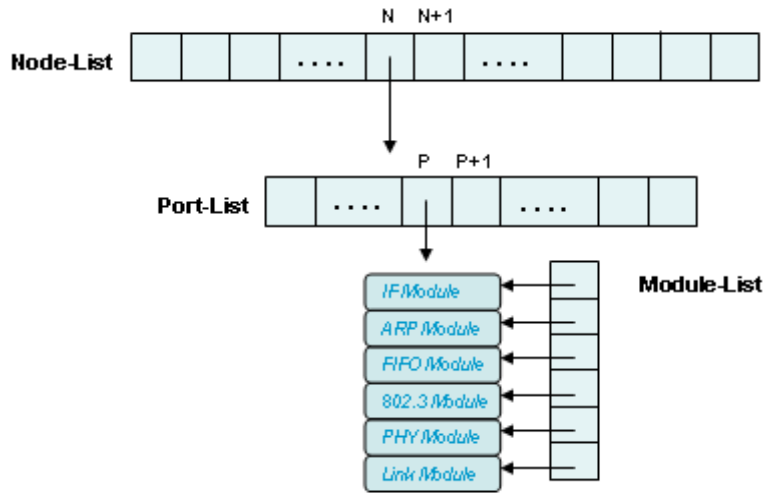 N N+1
Node-List
.... ....
P P+1
Port-List
.... ....
Module-List
IF Module
ARP Module
FIFO Module
802.3 Module
PHY Module
Link Module